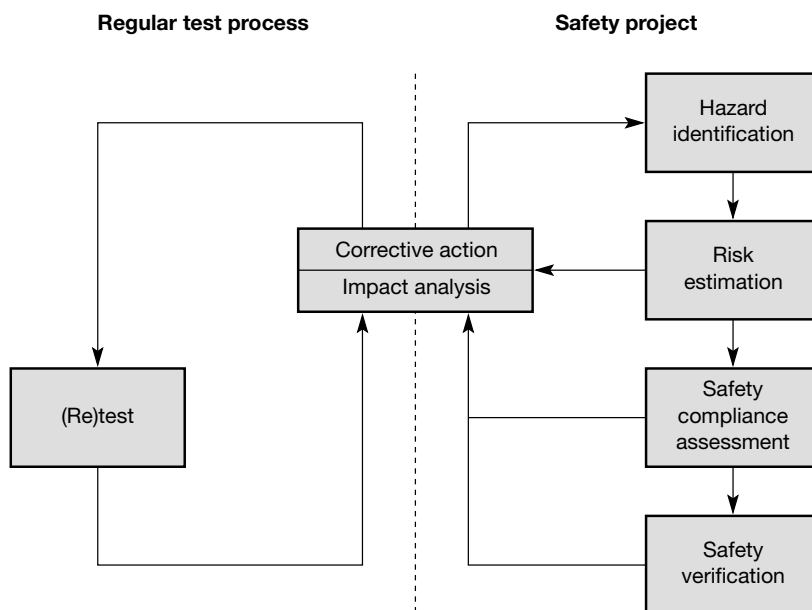 Regular test process
Safety project
Hazard
identification
Corrective action
Impact analysis
Risk
estimation
(Re)test
Safety
compliance
assessment
Safety
verification